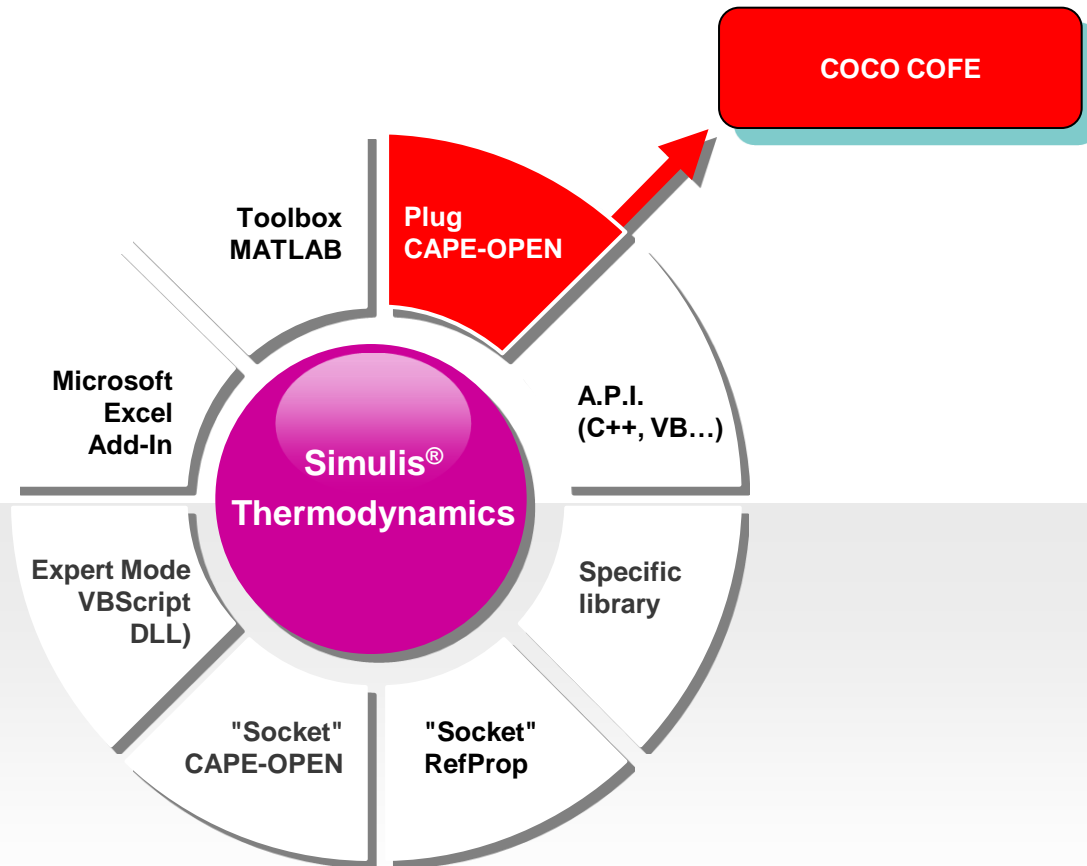 COCO COFE
Toolbox
MATLAB
Plug
CAPE-OPEN
Microsoft
Excel
Add-In
A.P.I.
(C++, VB…)
Simulis®
Thermodynamics
Expert Mode
VBScript
DLL)
Specific
library
"Socket"
CAPE-OPEN
"Socket"
RefProp